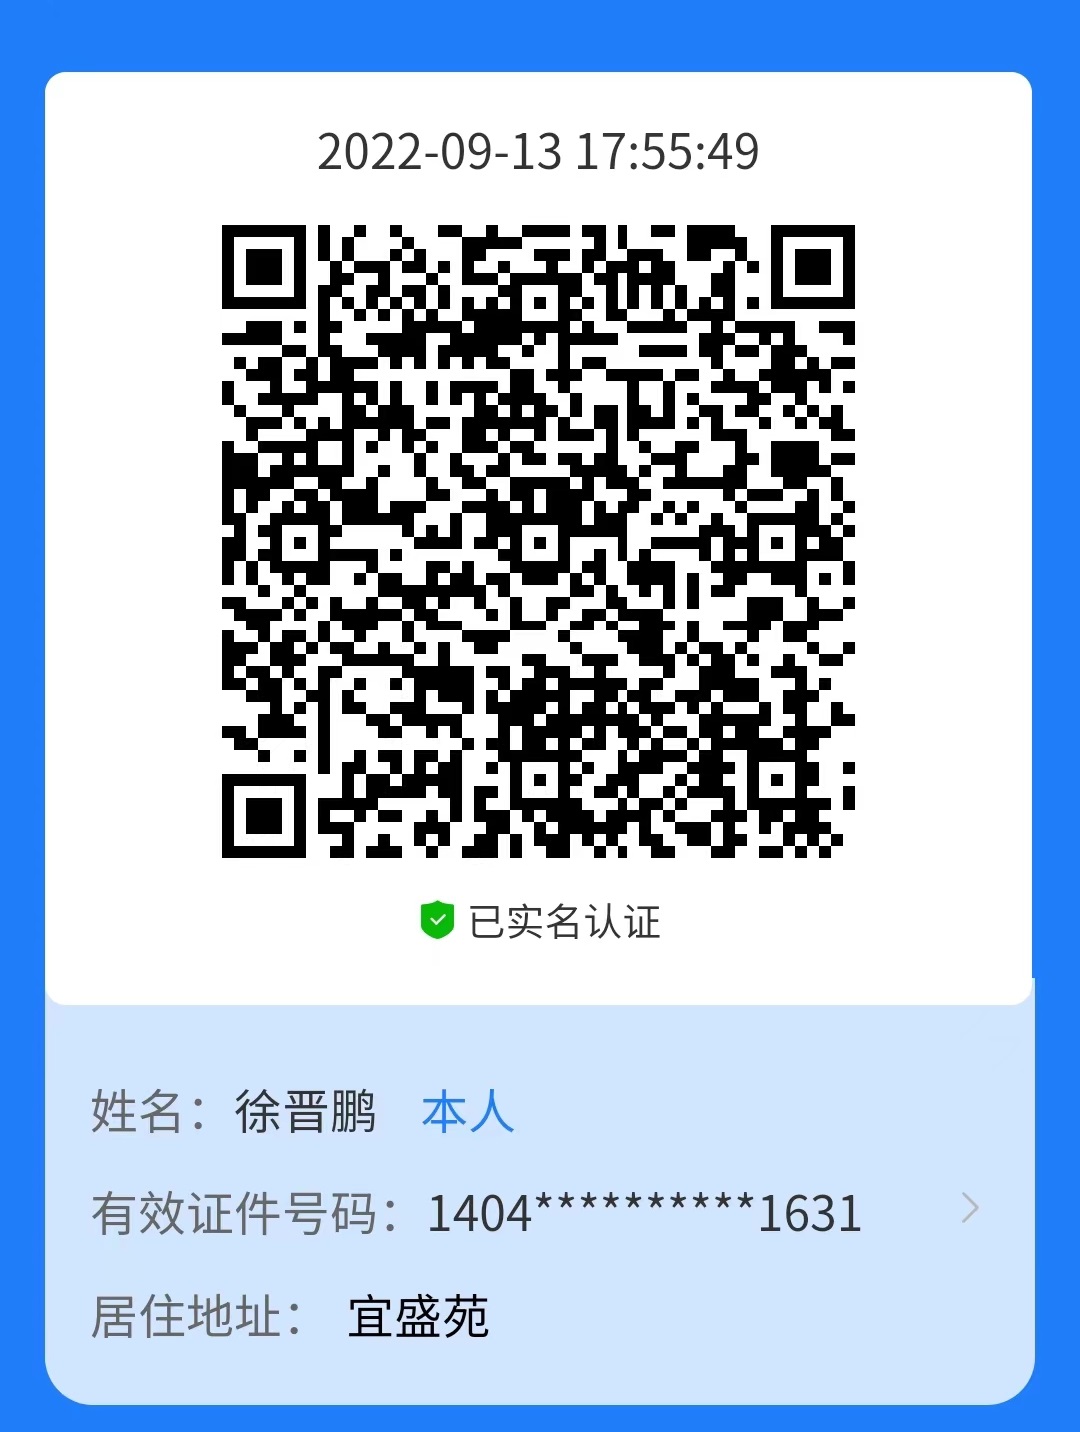 2022-09-13 17:55:49
已实名认证
姓名：徐晋鹏 本人
有效证件号码：1404**********1631
居住地址： 宜盛苑